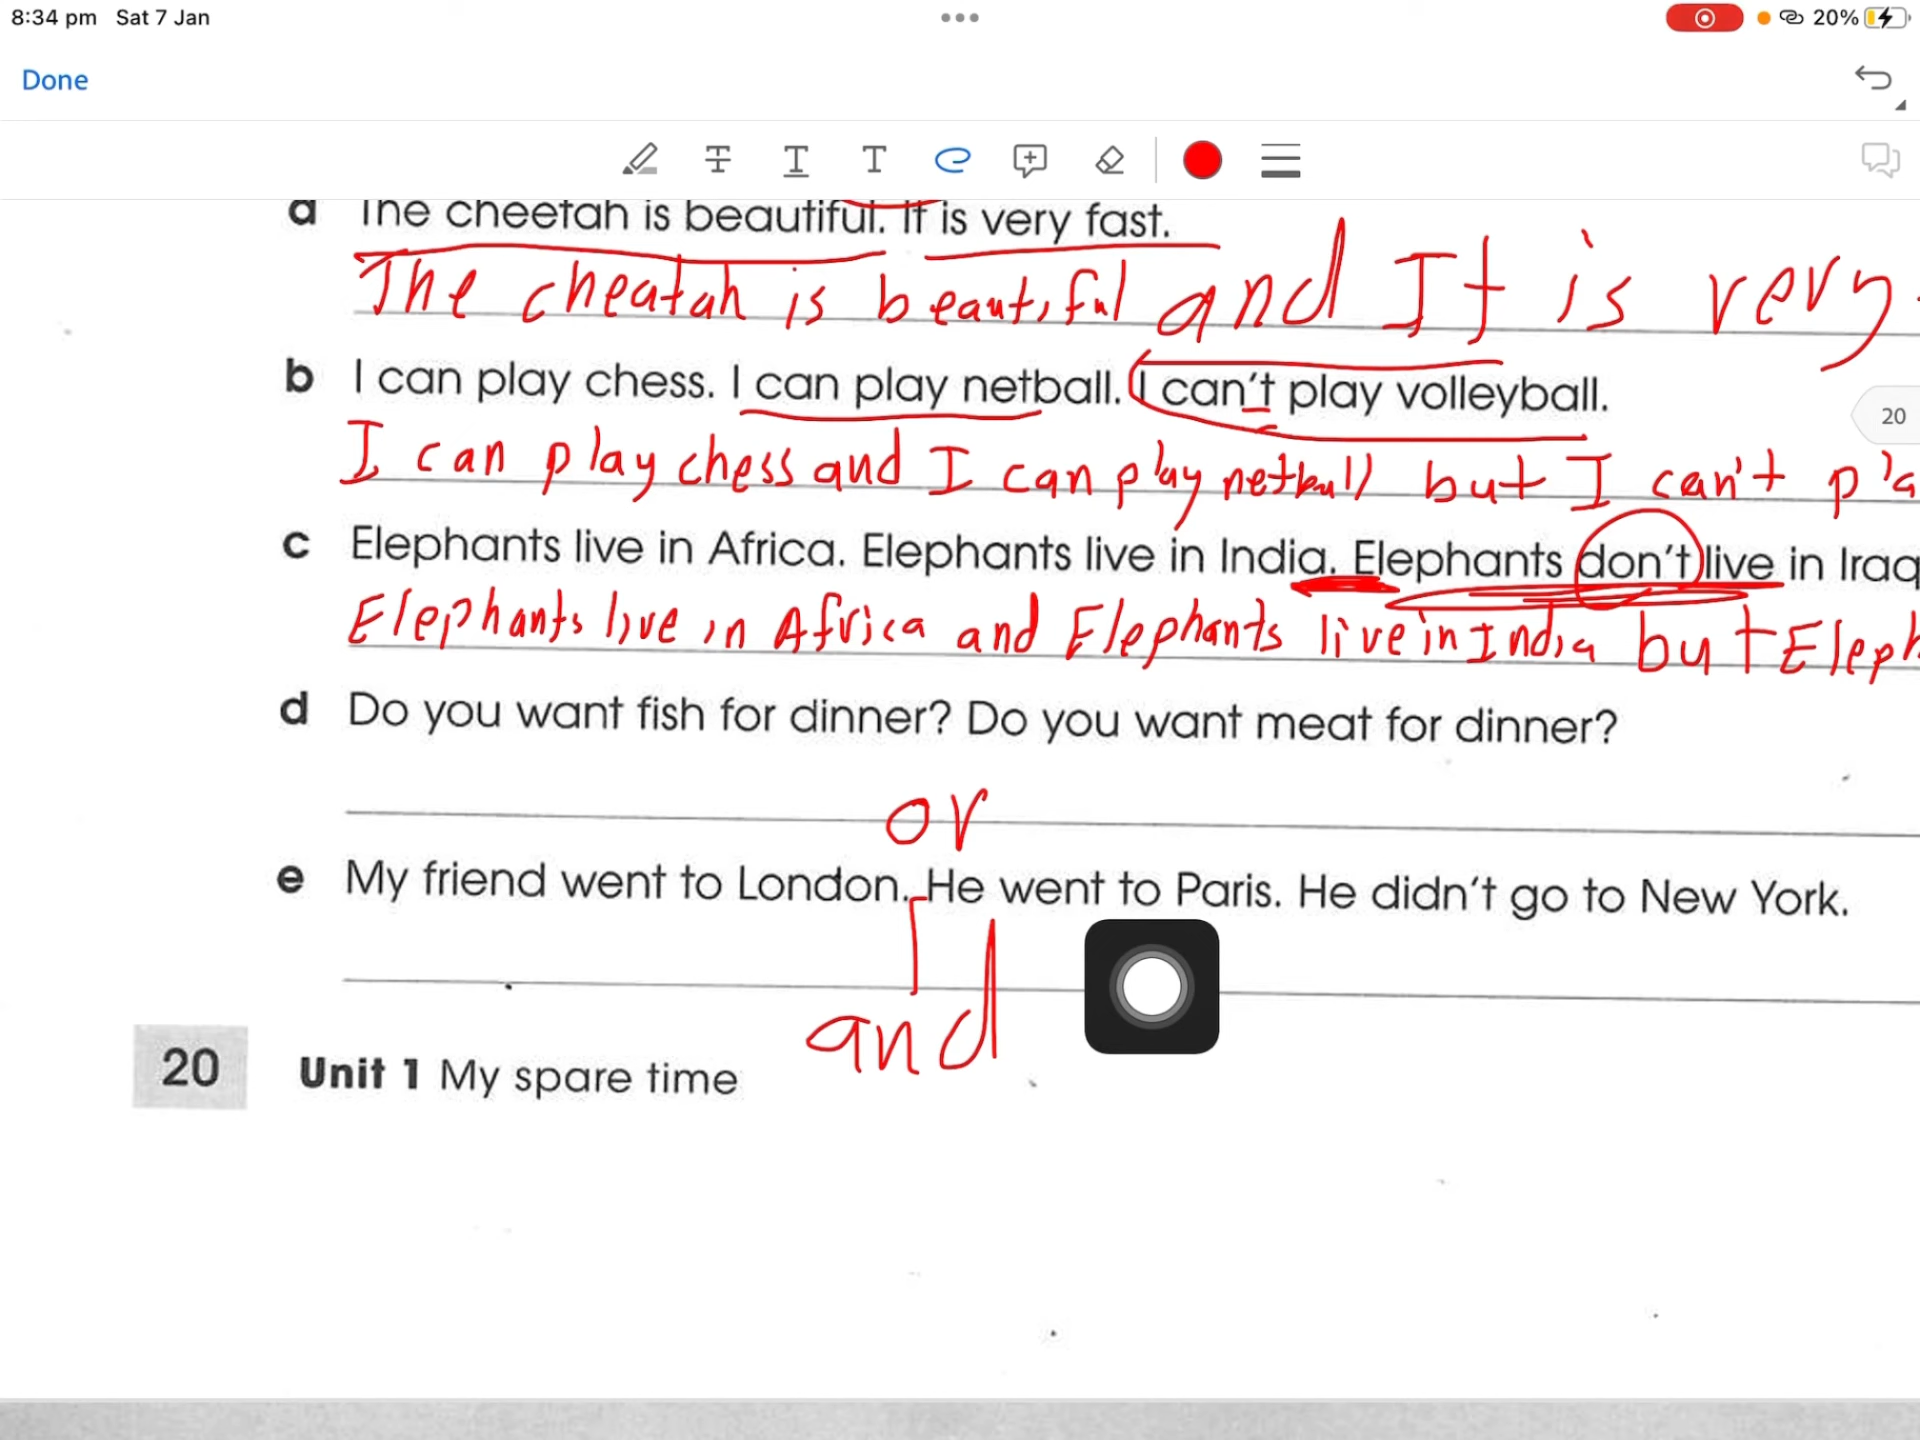 8:34 pm Sat 7 Jan
20%
Done
a The cheetah is beautiful. It is very fast.
The cheatah is beautiful and It is very
b I can play chess. I can play netball. I can't play volleyball.
20
I can play chess and I can play netball but I can't pla
c Elephants live in Africa. Elephants live in India. Elephants don't live in Iraq
Elephants live in Africa and Elephants live in India but Eleph
d Do you want fish for dinner? Do you want meat for dinner?
or
e My friend went to London. He went to Paris. He didn't go to New York.
and
20 Unit 1 My spare time